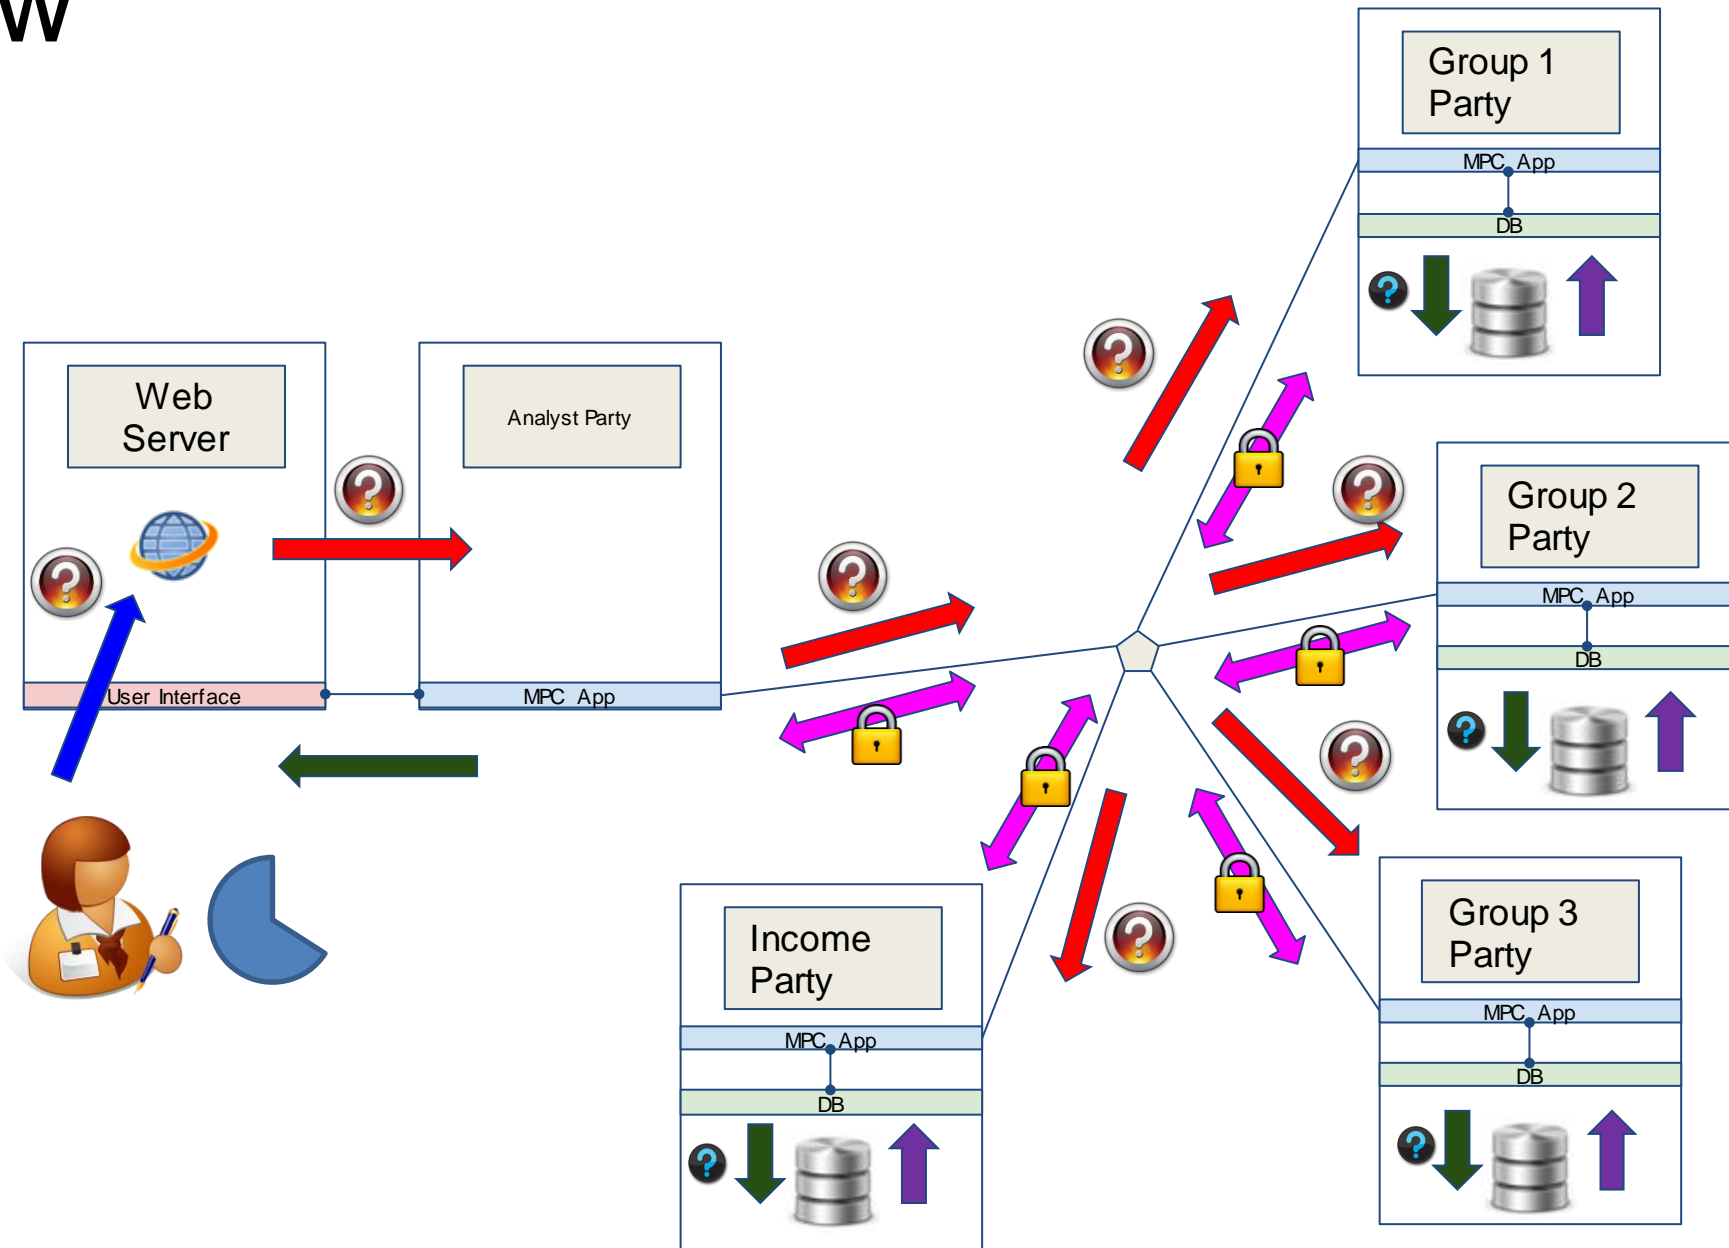 w
Group 1
Party
MPC App
DB
Web
Server
User Interface
Analyst Party
MPC App
Group 2
Party
MPC App
DB
Income
Party
MPC App
DB
Group 3
Party
MPC App
DB